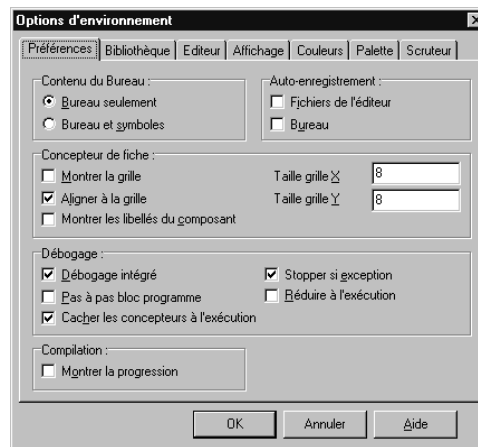 Options d'environnement
Préférences Bibliothèque Editeur Affichage Couleurs Palette Scruteur
Contenu du Bureau :
Bureau seulement
Bureau et symboles
Auto-enregistrement :
Fichiers de l'éditeur
Bureau
Concepteur de fiche :
Montrer la grille
Aligner à la grille
Montrer les libellés du composant
Taille grille X 8
Taille grille Y 8
Débogage :
Débogage intégré
Pas à pas bloc programme
Cacher les concepteurs à l'exécution
Stopper si exception
Réduire à l'exécution
Compilation :
Montrer la progression
OK Annuler Aide